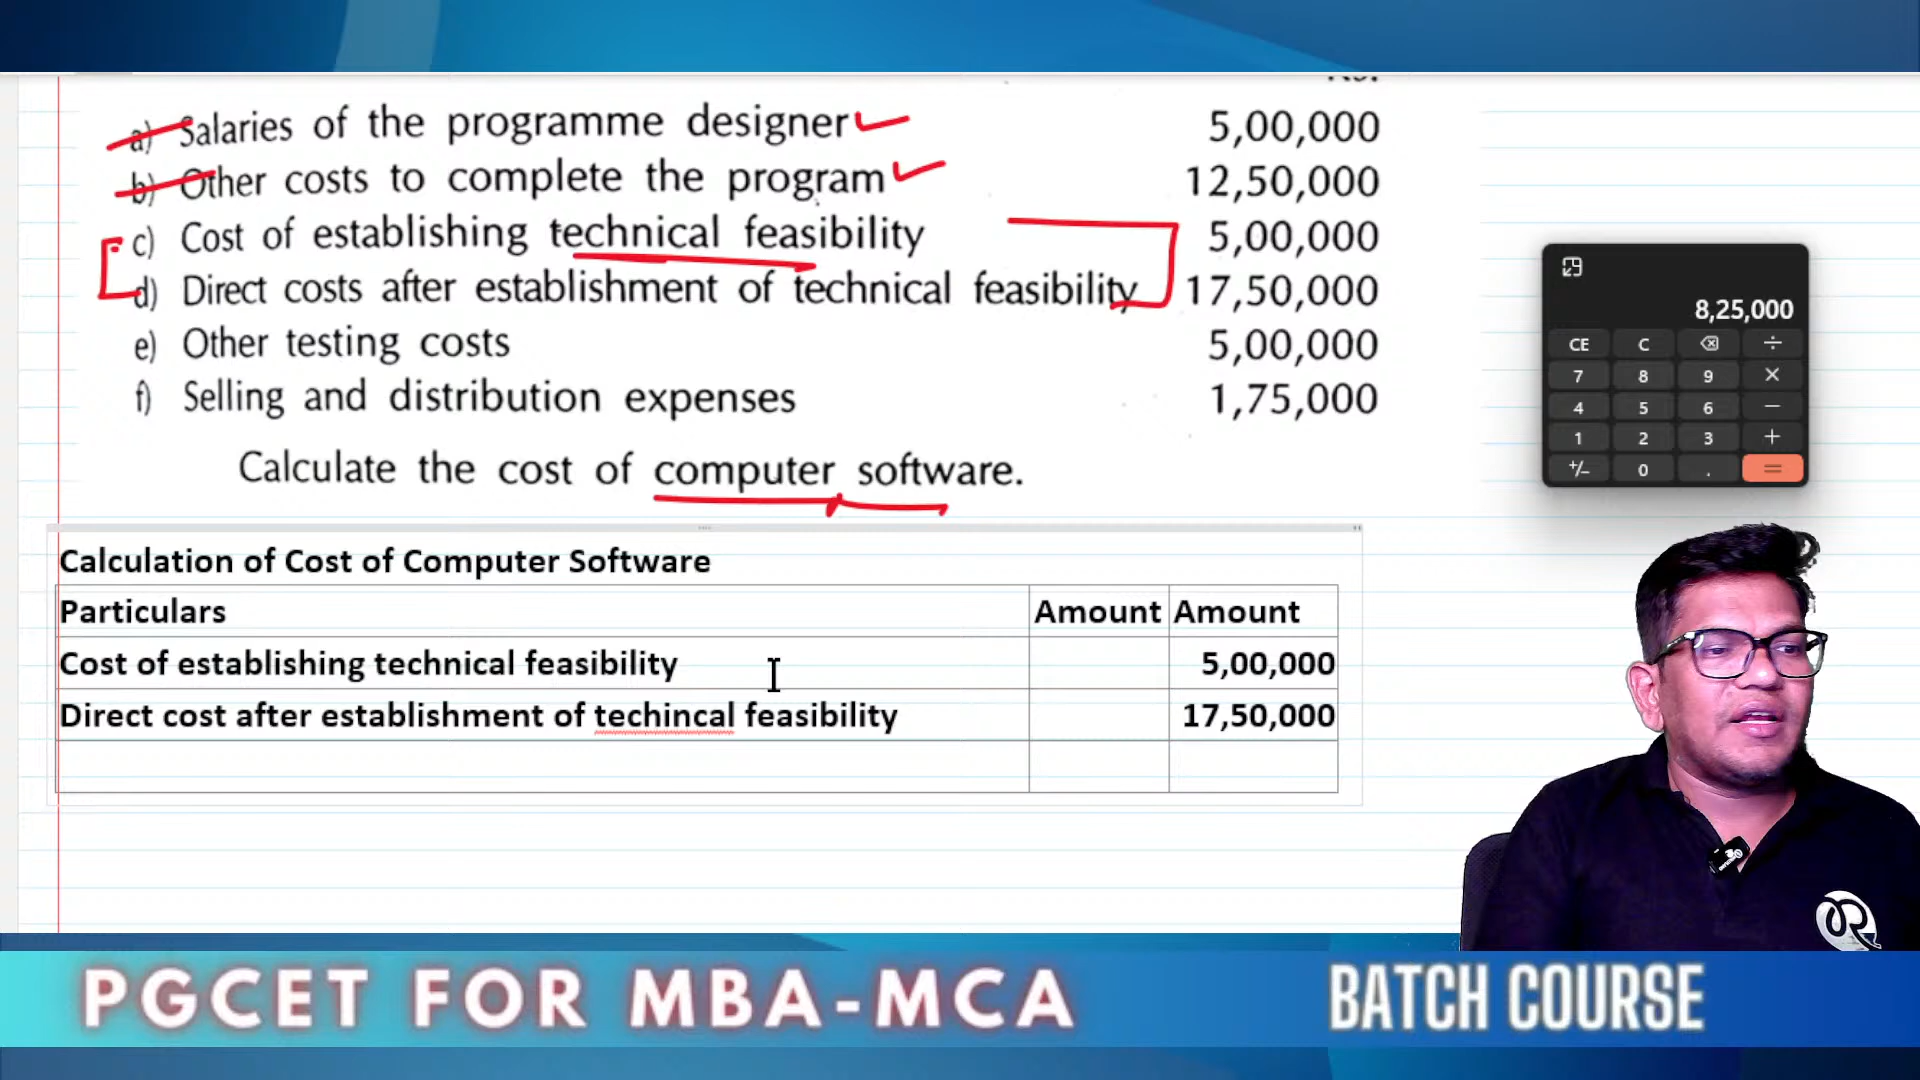 Rs.
a) Salaries of the programme designer 5,00,000
b) Other costs to complete the program 12,50,000
c) Cost of establishing technical feasibility 5,00,000
d) Direct costs after establishment of technical feasibility 17,50,000
e) Other testing costs 5,00,000
f) Selling and distribution expenses 1,75,000
Calculate the cost of computer software.
8,25,000
CE C ⌫ ÷
7 8 9 ×
4 5 6 −
1 2 3 +
+/− 0 . =
Calculation of Cost of Computer Software
Particulars Amount Amount
Cost of establishing technical feasibility 5,00,000
Direct cost after establishment of techincal feasibility 17,50,000
PGCET FOR MBA-MCA BATCH COURSE